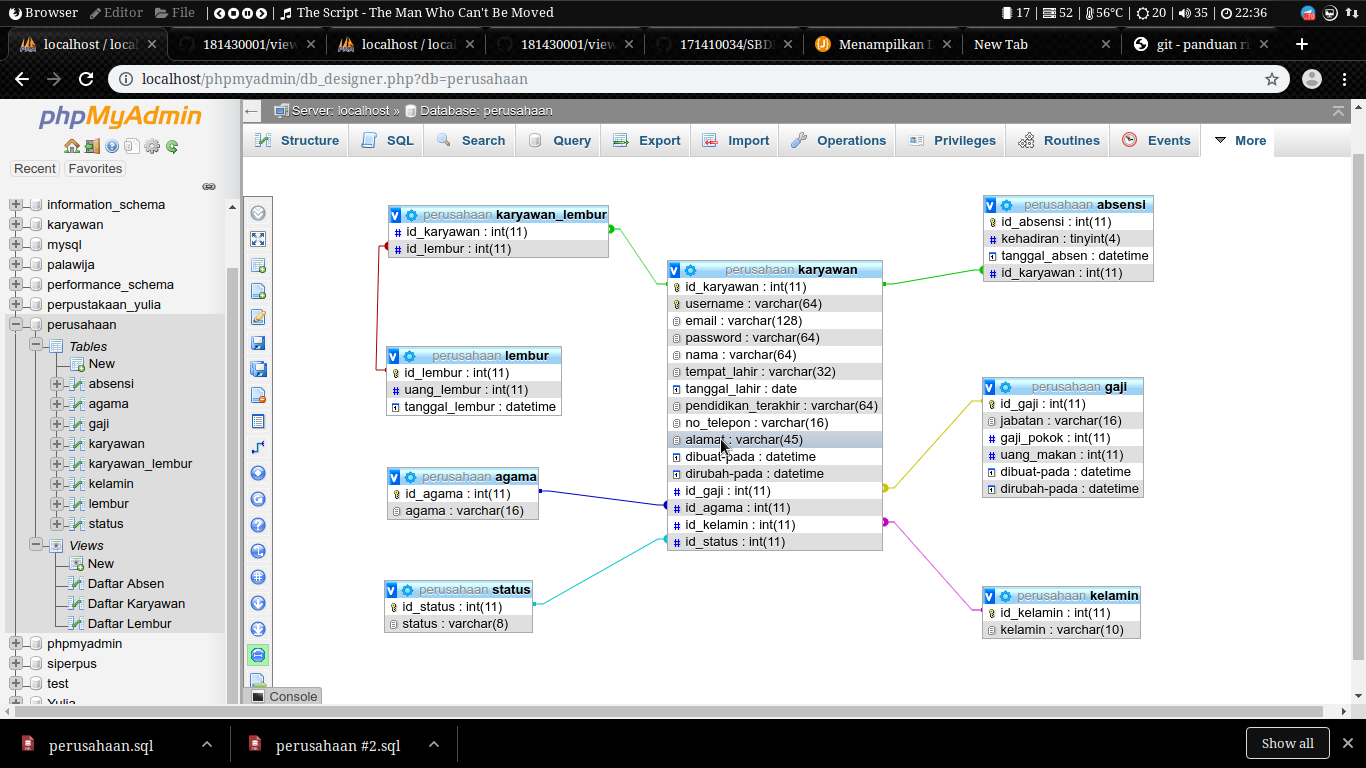 Browser Editor File The Script - The Man Who Can't Be Moved 17 52 56°C 20 35 22:36
localhost / local 181430001/view localhost / local 181430001/view 171410034/SBD Menampilkan D New Tab git - panduan ri
localhost/phpmyadmin/db_designer.php?db=perusahaan
phpMyAdmin
Recent Favorites
information_schema
karyawan
mysql
palawija
performance_schema
perpustakaan_yulia
perusahaan
Tables
New
absensi
agama
gaji
karyawan
karyawan_lembur
kelamin
lembur
status
Views
New
Daftar Absen
Daftar Karyawan
Daftar Lembur
phpmyadmin
siperpus
test
Yulia
Server: localhost » Database: perusahaan
Structure SQL Search Query Export Import Operations Privileges Routines Events More
perusahaan karyawan_lembur
id_karyawan : int(11)
id_lembur : int(11)
perusahaan lembur
id_lembur : int(11)
uang_lembur : int(11)
tanggal_lembur : datetime
perusahaan agama
id_agama : int(11)
agama : varchar(16)
perusahaan status
id_status : int(11)
status : varchar(8)
perusahaan karyawan
id_karyawan : int(11)
username : varchar(64)
email : varchar(128)
password : varchar(64)
nama : varchar(64)
tempat_lahir : varchar(32)
tanggal_lahir : date
pendidikan_terakhir : varchar(64)
no_telepon : varchar(16)
alamat : varchar(45)
dibuat-pada : datetime
dirubah-pada : datetime
id_gaji : int(11)
id_agama : int(11)
id_kelamin : int(11)
id_status : int(11)
perusahaan absensi
id_absensi : int(11)
kehadiran : tinyint(4)
tanggal_absen : datetime
id_karyawan : int(11)
perusahaan gaji
id_gaji : int(11)
jabatan : varchar(16)
gaji_pokok : int(11)
uang_makan : int(11)
dibuat-pada : datetime
dirubah-pada : datetime
perusahaan kelamin
id_kelamin : int(11)
kelamin : varchar(10)
Console
perusahaan.sql perusahaan #2.sql Show all